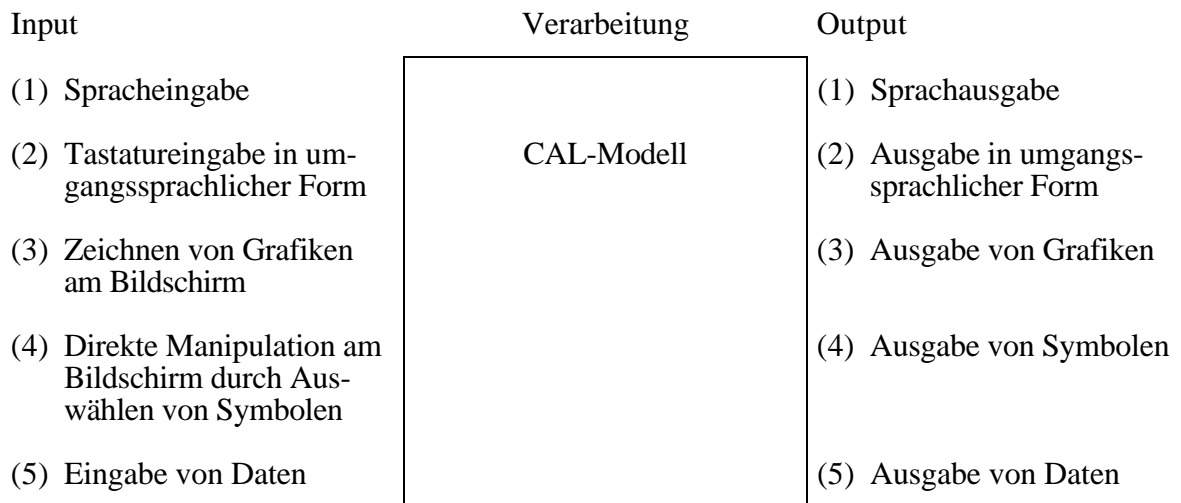 Input Verarbeitung Output
(1) Spracheingabe
(2) Tastatureingabe in um-
gangssprachlicher Form
(3) Zeichnen von Grafiken
am Bildschirm
(4) Direkte Manipulation am
Bildschirm durch Aus-
wählen von Symbolen
(5) Eingabe von Daten
CAL-Modell
(1) Sprachausgabe
(2) Ausgabe in umgangs-
sprachlicher Form
(3) Ausgabe von Grafiken
(4) Ausgabe von Symbolen
(5) Ausgabe von Daten